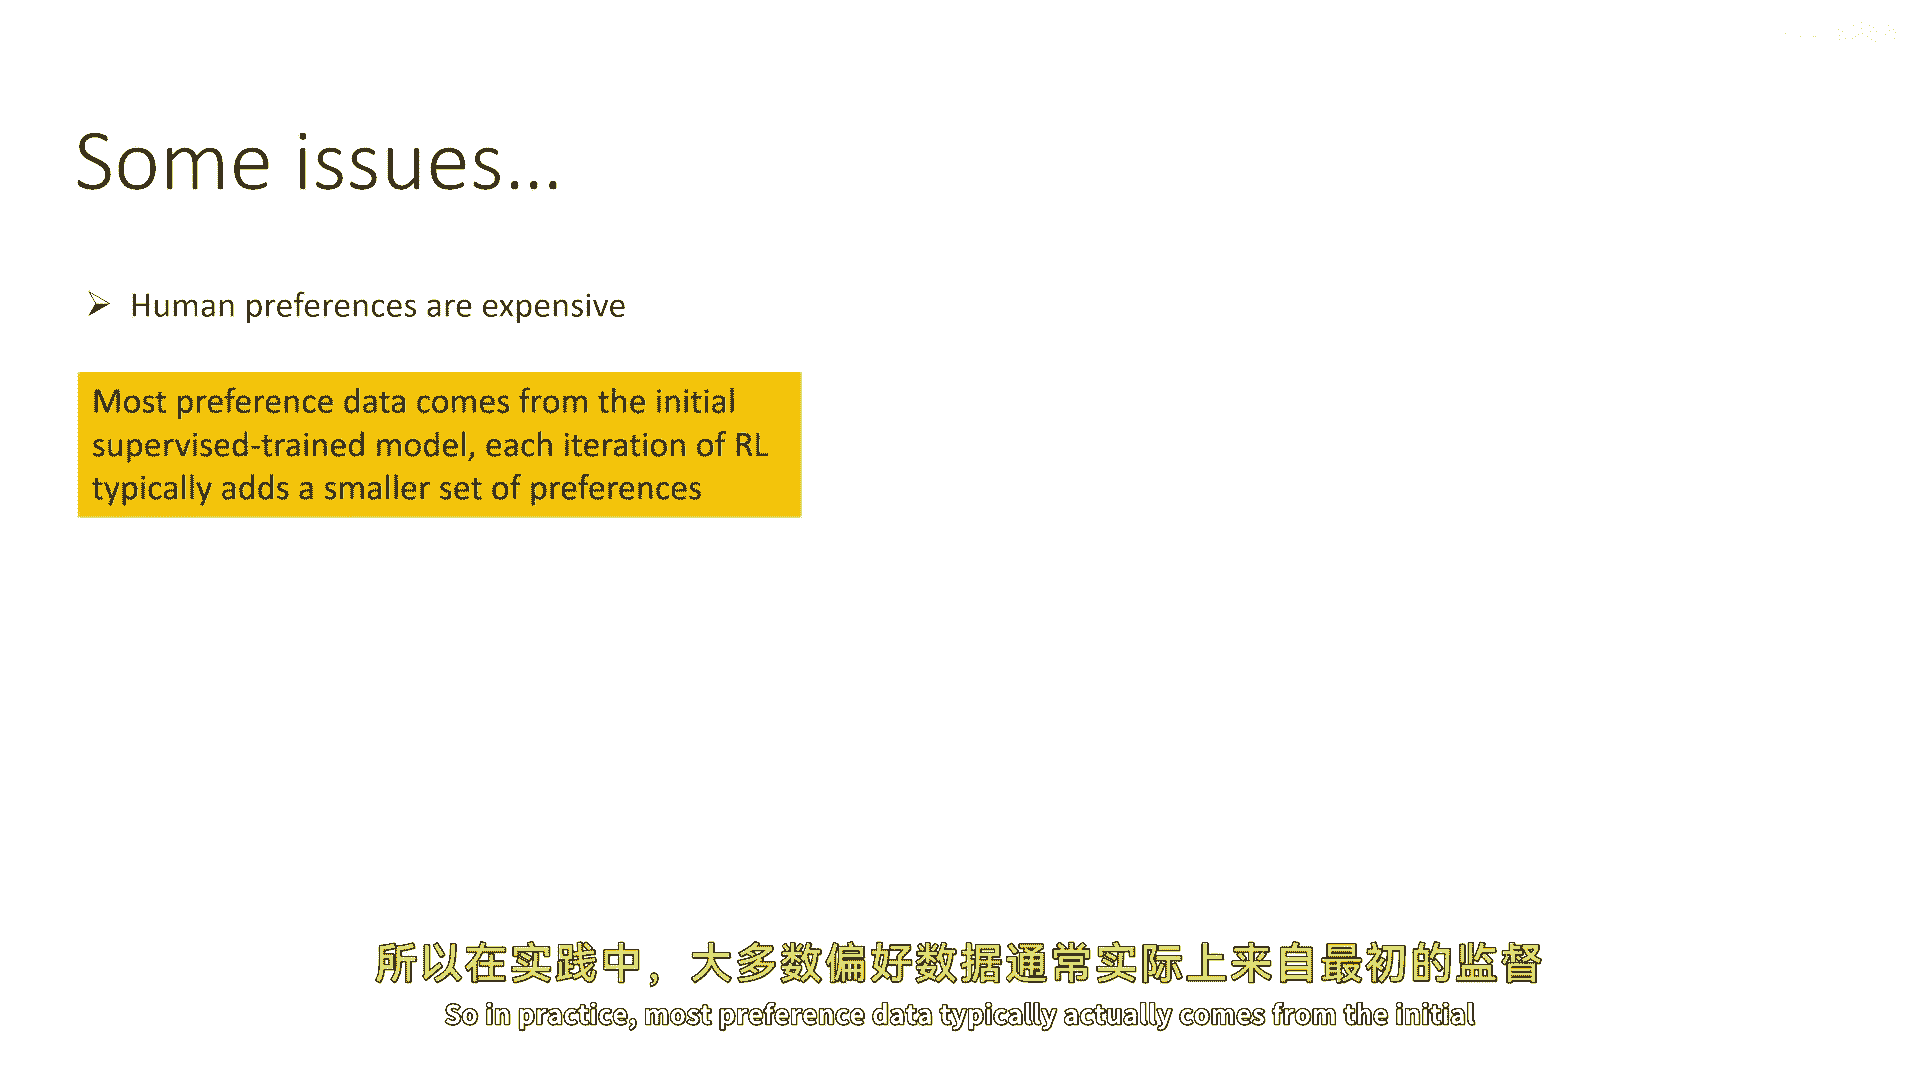 Some issues...
➢ Human preferences are expensive
Most preference data comes from the initial
supervised-trained model, each iteration of RL
typically adds a smaller set of preferences
所以在实践中，大多数偏好数据通常实际上来自最初的监督
So in practice, most preference data typically actually comes from the initial